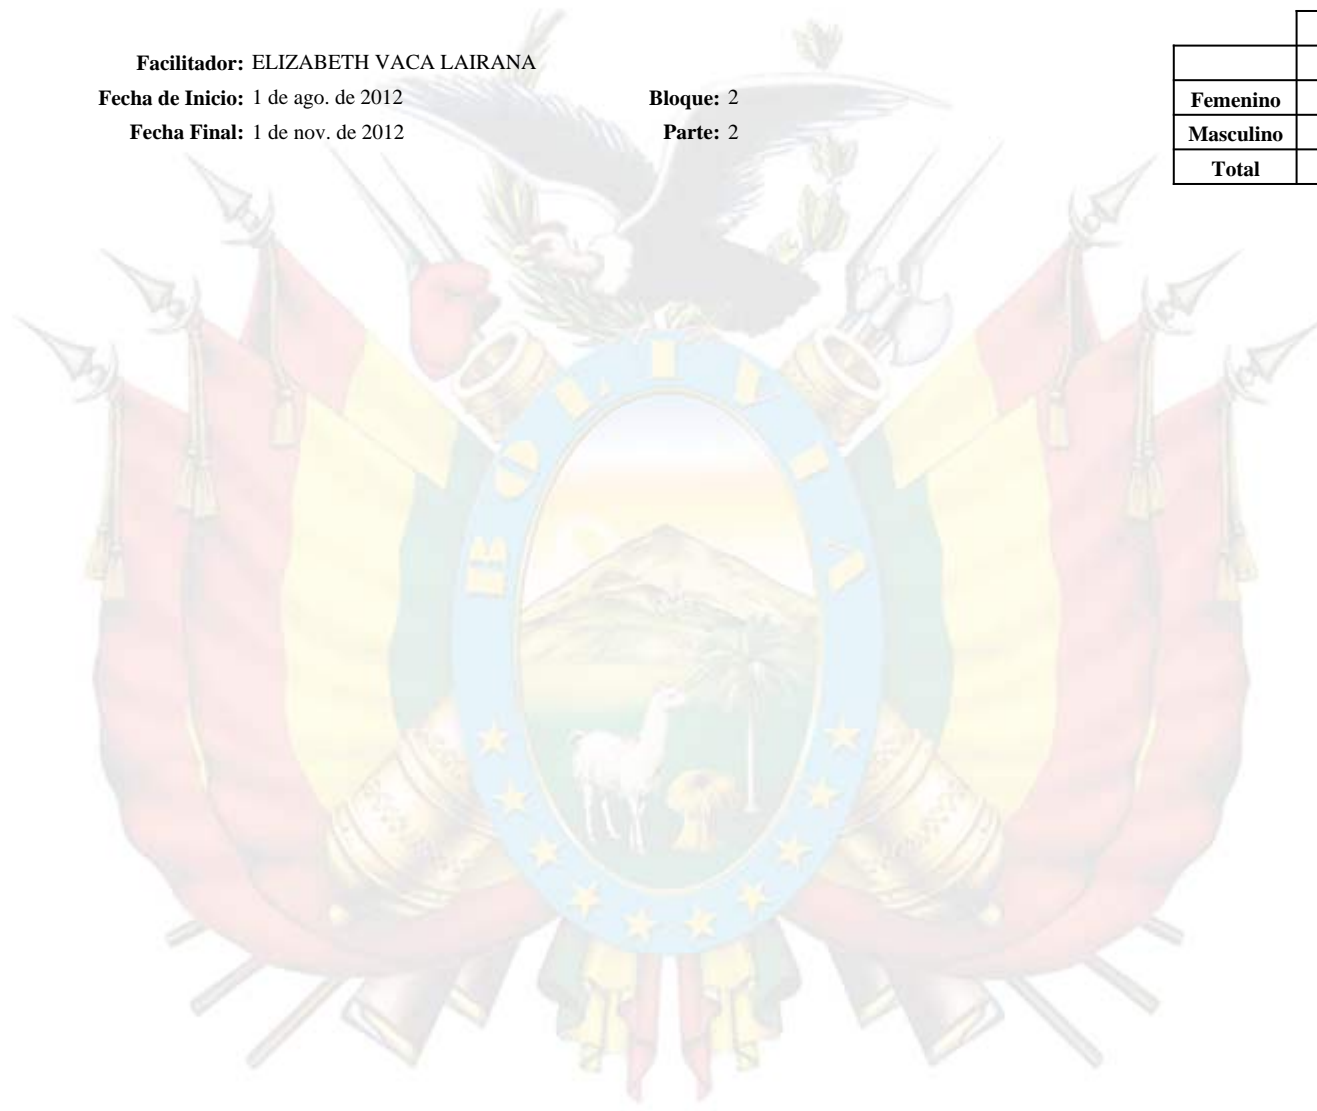 Facilitador: ELIZABETH VACA LAIRANA
Fecha de Inicio: 1 de ago. de 2012 Bloque: 2
Fecha Final: 1 de nov. de 2012 Parte: 2
Femenino
Masculino
Total
BOLIVIA